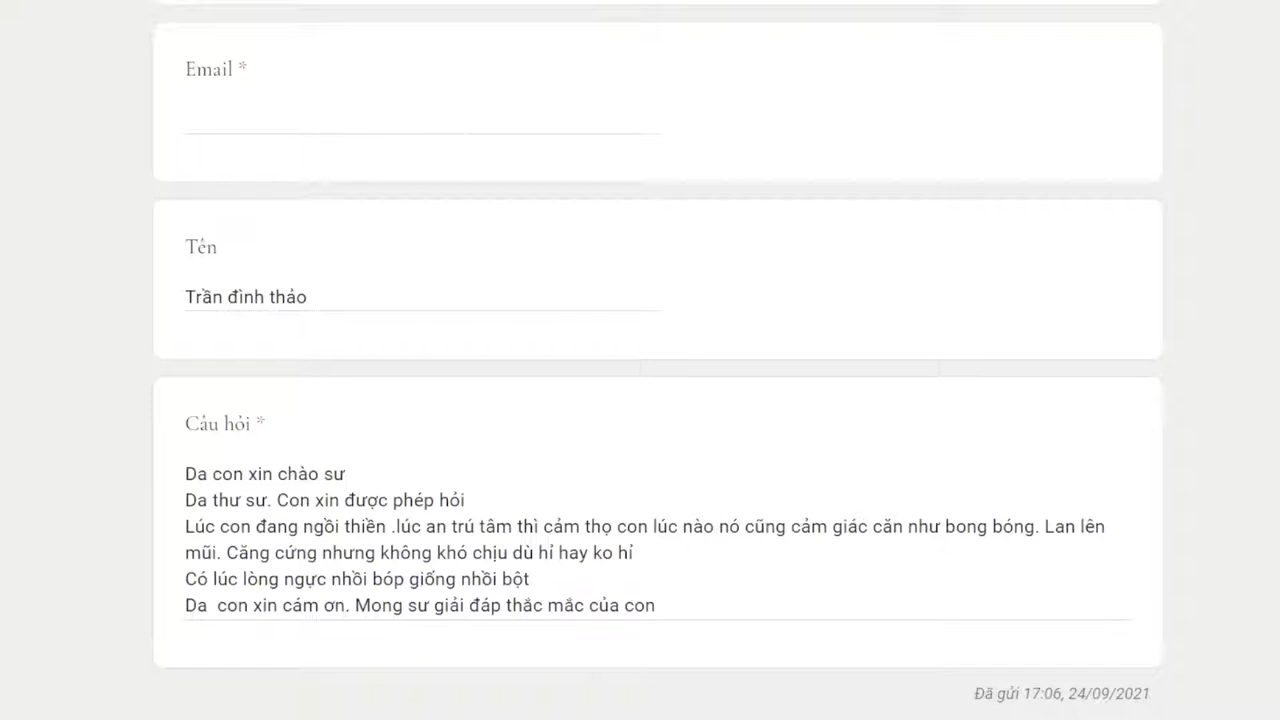 Email *
Tên
Trần đình thảo
Câu hỏi *
Da con xin chào sư
Da thư sư. Con xin được phép hỏi
Lúc con đang ngồi thiền .lúc an trú tâm thì cảm thọ con lúc nào nó cũng cảm giác căn như bong bóng. Lan lên
mũi. Căng cứng nhưng không khó chịu dù hỉ hay ko hỉ
Có lúc lòng ngực nhồi bóp giống nhồi bột
Da  con xin cám ơn. Mong sư giải đáp thắc mắc của con
Đã gửi 17:06, 24/09/2021